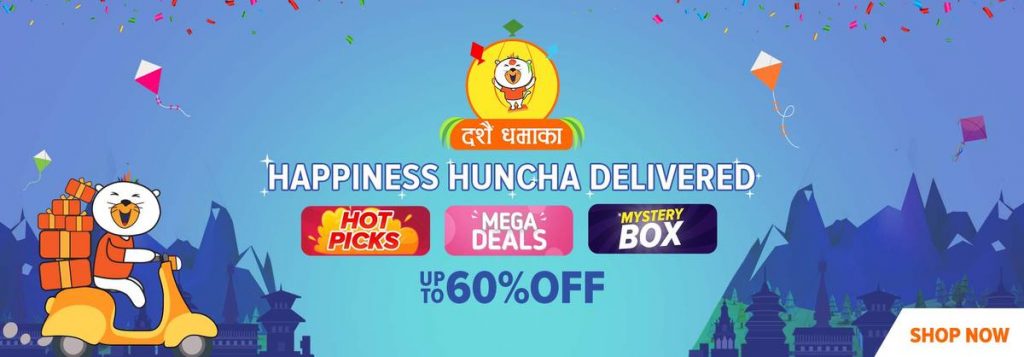 दशैं धमाका
HAPPINESS HUNCHA DELIVERED
HOT PICKS
MEGA DEALS
MYSTERY BOX
UP TO 60% OFF
SHOP NOW